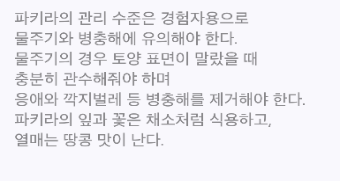 파키라의 관리 수준은 경험자용으로
물주기와 병충해에 유의해야 한다.
물주기의 경우 토양 표면이 말랐을 때
충분히 관수해줘야 하며
응애와 깍지벌레 등 병충해를 제거해야 한다.
파키라의 잎과 꽃은 채소처럼 식용하고,
열매는 땅콩 맛이 난다.